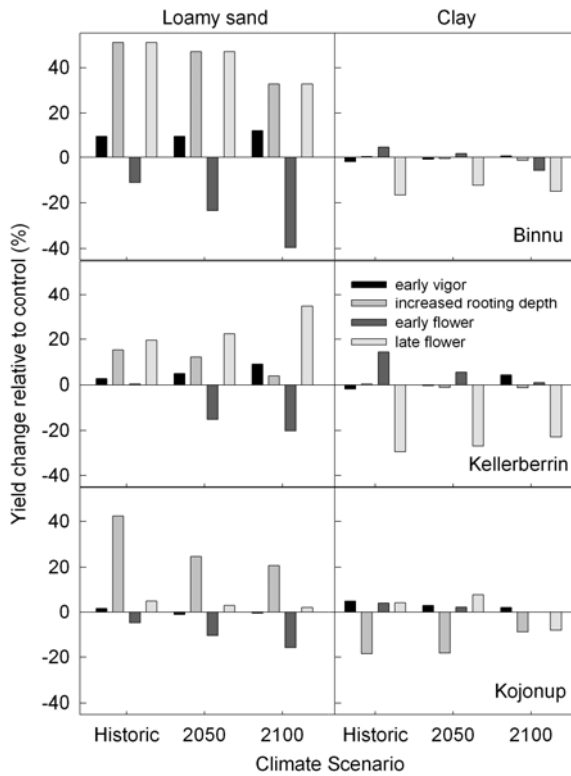 Loamy sand
Clay
40
20
0
-20
-40
Binnu
early vigor
increased rooting depth
early flower
late flower
40
20
0
-20
-40
Kellerberrin
40
20
0
-20
-40
Kojonup
Yield change relative to control (%)
Historic 2050 2100 Historic 2050 2100
Climate Scenario